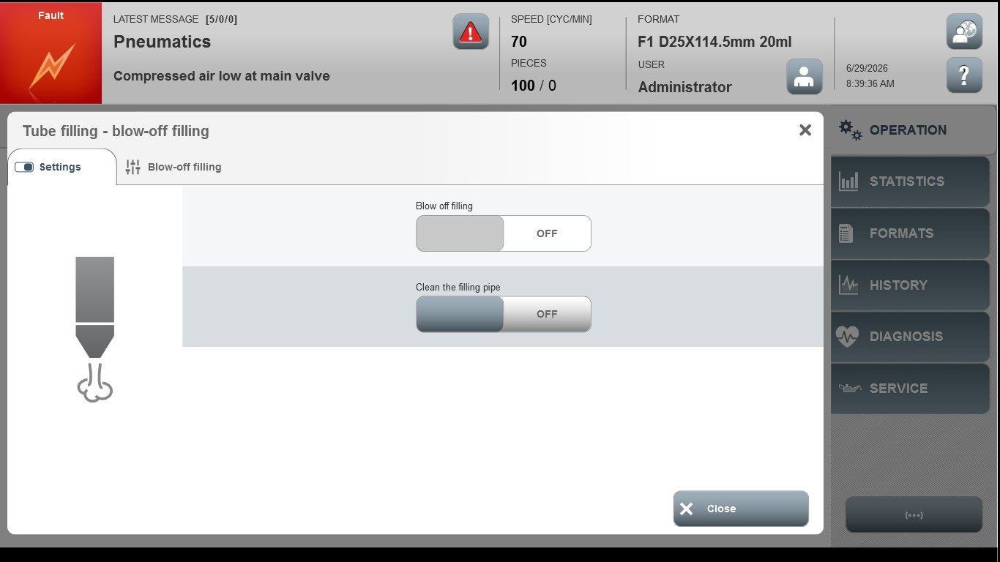 Fault
LATEST MESSAGE [5/0/0]
Pneumatics
Compressed air low at main valve
SPEED [CYC/MIN]
70
PIECES
100 / 0
FORMAT
F1 D25X114.5mm 20ml
USER
Administrator
6/29/2026
8:39:36 AM
?
Tube filling - blow-off filling
Settings
Blow-off filling
Blow off filling
OFF
Clean the filling pipe
OFF
Close
OPERATION
STATISTICS
FORMATS
HISTORY
DIAGNOSIS
SERVICE
(•••)